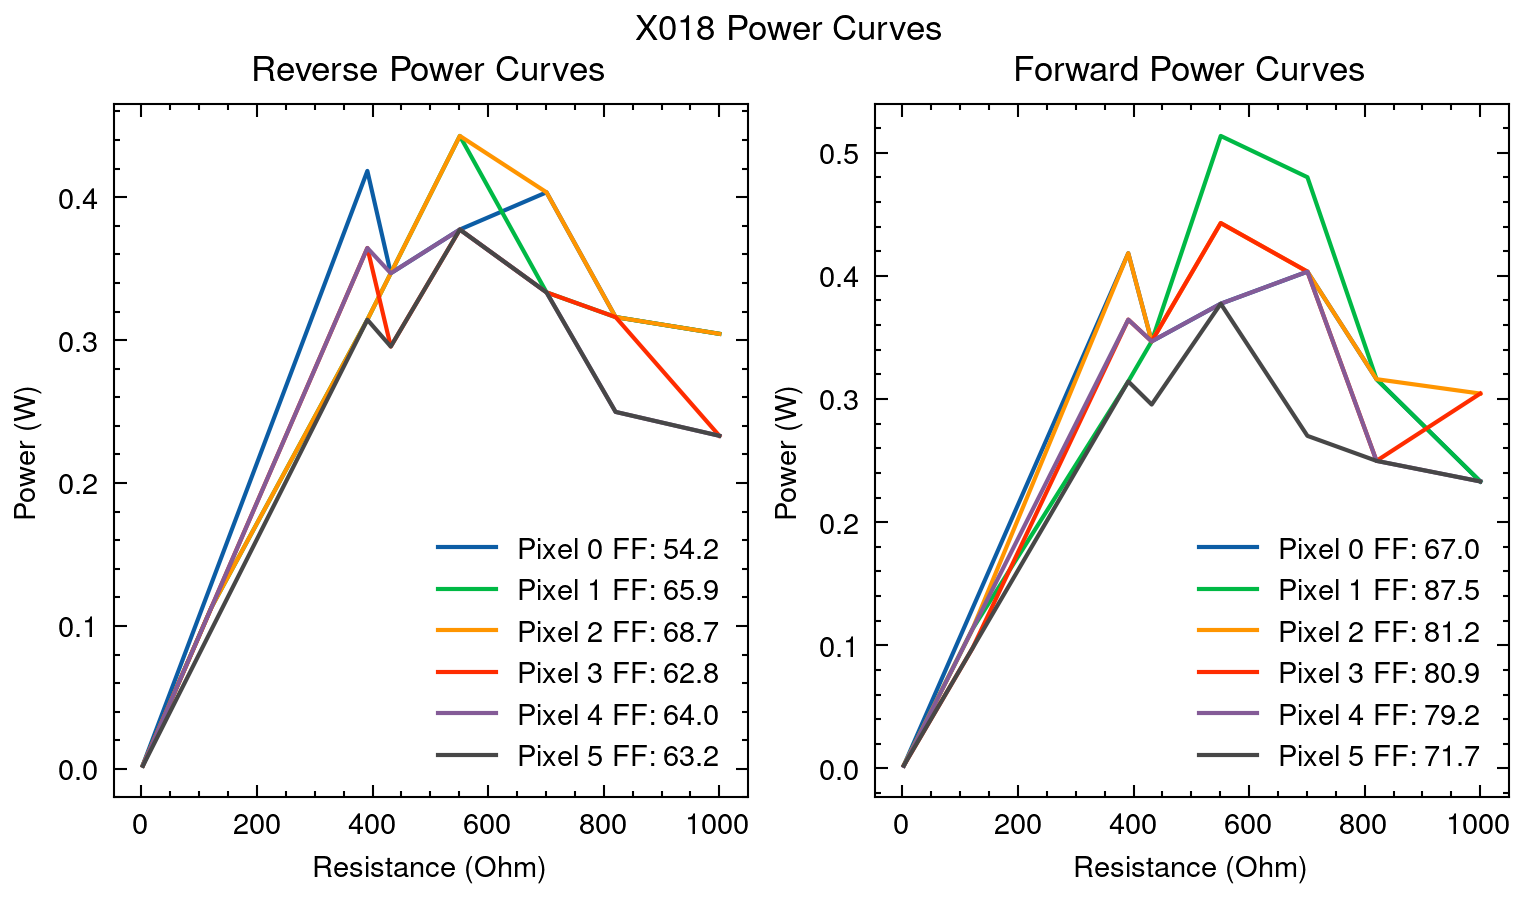 X018 Power Curves
Reverse Power Curves
Power (W)
0.4
0.3
0.2
0.1
0.0
Pixel 0 FF: 54.2
Pixel 1 FF: 65.9
Pixel 2 FF: 68.7
Pixel 3 FF: 62.8
Pixel 4 FF: 64.0
Pixel 5 FF: 63.2
0 200 400 600 800 1000
Resistance (Ohm)
Forward Power Curves
Power (W)
0.5
0.4
0.3
0.2
0.1
0.0
Pixel 0 FF: 67.0
Pixel 1 FF: 87.5
Pixel 2 FF: 81.2
Pixel 3 FF: 80.9
Pixel 4 FF: 79.2
Pixel 5 FF: 71.7
0 200 400 600 800 1000
Resistance (Ohm)